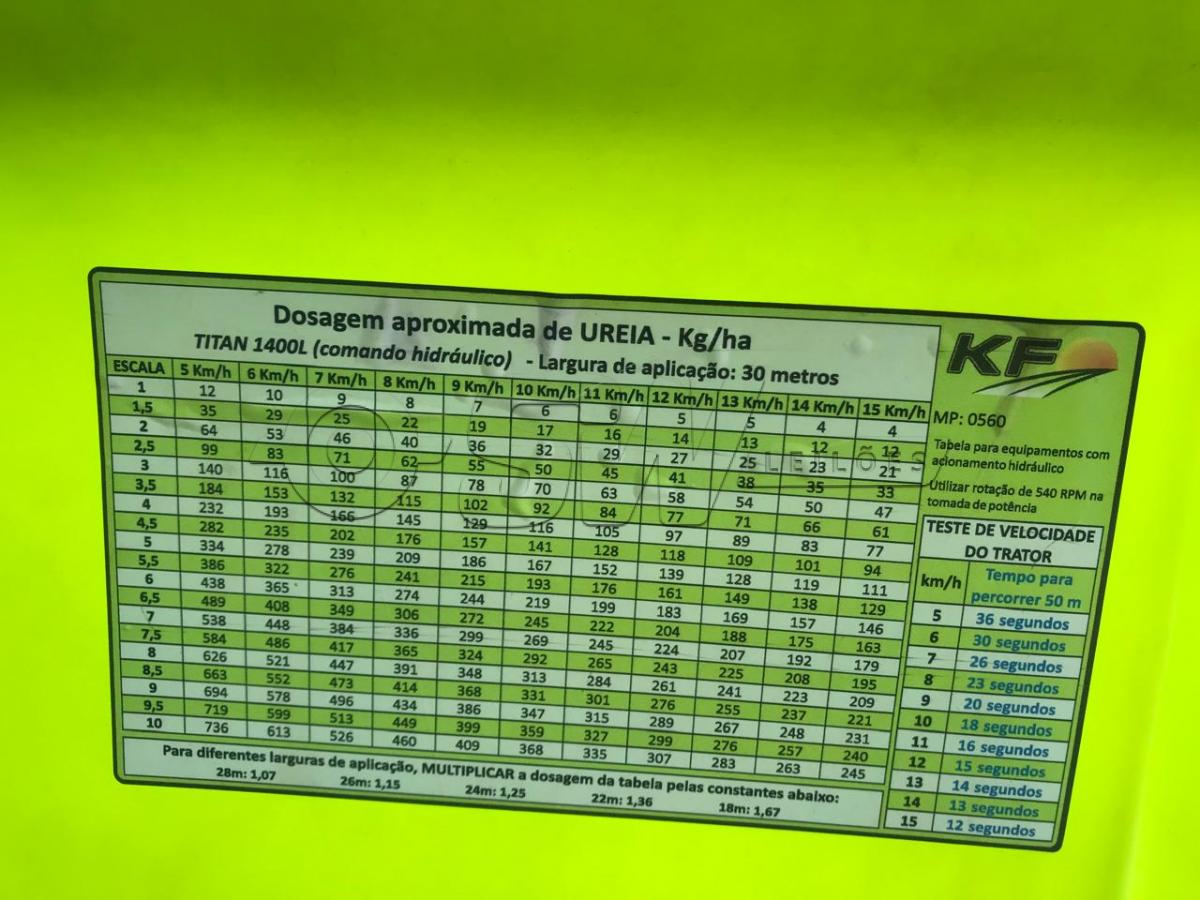 Dosagem aproximada de UREIA - Kg/ha
TITAN 1400L (comando hidráulico) - Largura de aplicação: 30 metros
ESCALA 5 Km/h 6 Km/h 7 Km/h 8 Km/h 9 Km/h 10 Km/h 11 Km/h 12 Km/h 13 Km/h 14 Km/h 15 Km/h
1 12 10 9 8 7 6 6 5 5 4 4
1,5 35 29 25 22 19 17 16 14 13 12 12
2 64 53 46 40 36 32 29 27 25 23 21
2,5 99 83 71 62 55 50 45 41 38 35 33
3 140 116 100 87 78 70 63 58 54 50 47
3,5 184 153 132 115 102 92 84 77 71 66 61
4 232 193 166 145 129 116 105 97 89 83 77
4,5 282 235 202 176 157 141 128 118 109 101 94
5 334 278 239 209 186 167 152 139 128 119 111
5,5 386 322 276 241 215 193 176 161 149 138 129
6 438 365 313 274 244 219 199 183 169 157 146
6,5 489 408 349 306 272 245 222 204 188 175 163
7 538 448 384 336 299 269 245 224 207 192 179
7,5 584 486 417 365 324 292 265 243 225 208 195
8 626 521 447 391 348 313 284 261 241 223 209
8,5 663 552 473 414 368 331 301 276 255 237 221
9 694 578 496 434 386 347 315 289 267 248 231
9,5 719 599 513 449 399 359 327 299 276 257 240
10 736 613 526 460 409 368 335 307 283 263 245
Para diferentes larguras de aplicação, MULTIPLICAR a dosagem da tabela pelas constantes abaixo:
28m: 1,07 26m: 1,15 24m: 1,25 22m: 1,36 18m: 1,67
KF
MP: 0560
Tabela para equipamentos com
acionamento hidráulico
Utilizar rotação de 540 RPM na
tomada de potência
TESTE DE VELOCIDADE
DO TRATOR
km/h Tempo para
percorrer 50 m
5 36 segundos
6 30 segundos
7 26 segundos
8 23 segundos
9 20 segundos
10 18 segundos
11 16 segundos
12 15 segundos
13 14 segundos
14 13 segundos
15 12 segundos
LEILÕES